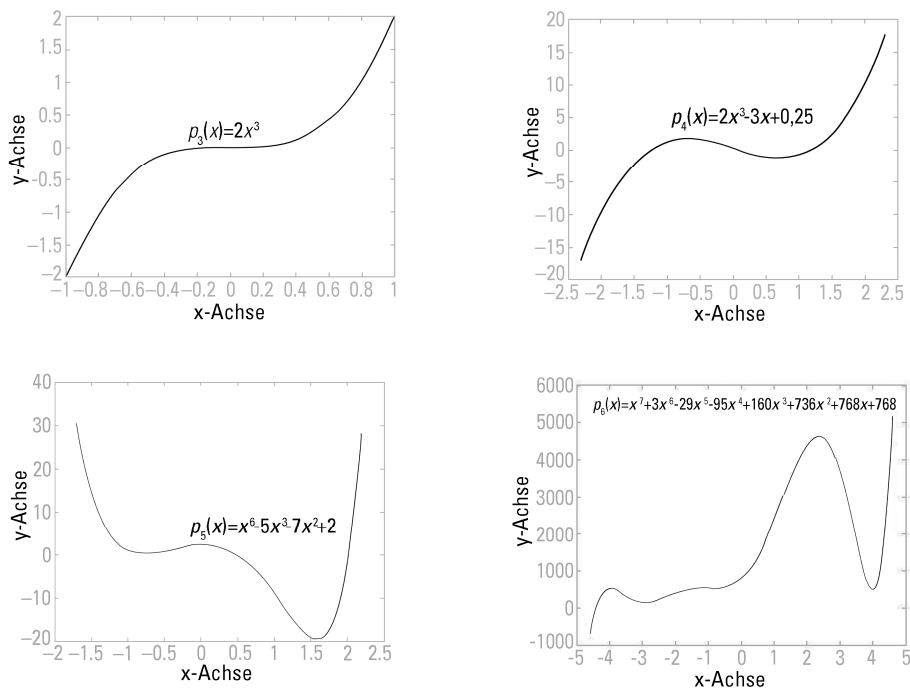 2
1.5
1
0.5
0
−0.5
−1
−1.5
−2
y-Achse
p₃(x)=2x³
−1 −0.8 −0.6 −0.4 −0.2 0 0.2 0.4 0.6 0.8 1
x-Achse
20
15
10
5
0
−5
−10
−15
−20
y-Achse
p₄(x)=2x³-3x+0,25
−2.5 −2 −1.5 −1 −0.5 0 0.5 1 1.5 2 2.5
x-Achse
40
30
20
10
0
−10
−20
y-Achse
p₅(x)=x⁶-5x³-7x²+2
−2 −1.5 −1 −0.5 0 0.5 1 1.5 2 2.5
x-Achse
6000
5000
4000
3000
2000
1000
0
-1000
y-Achse
p₆(x)=x⁷+3x⁶-29x⁵-95x⁴+160x³+736x²+768x+768
-5 −4 −3 −2 −1 0 1 2 3 4 5
x-Achse